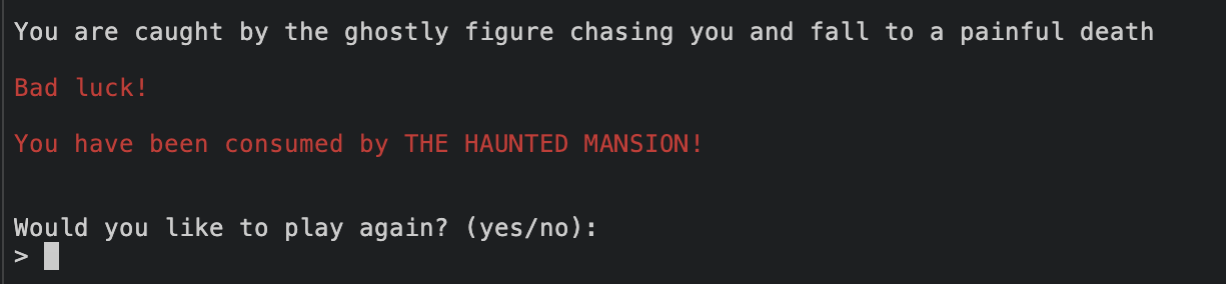 You are caught by the ghostly figure chasing you and fall to a painful death
Bad luck!
You have been consumed by THE HAUNTED MANSION!
Would you like to play again? (yes/no):
>